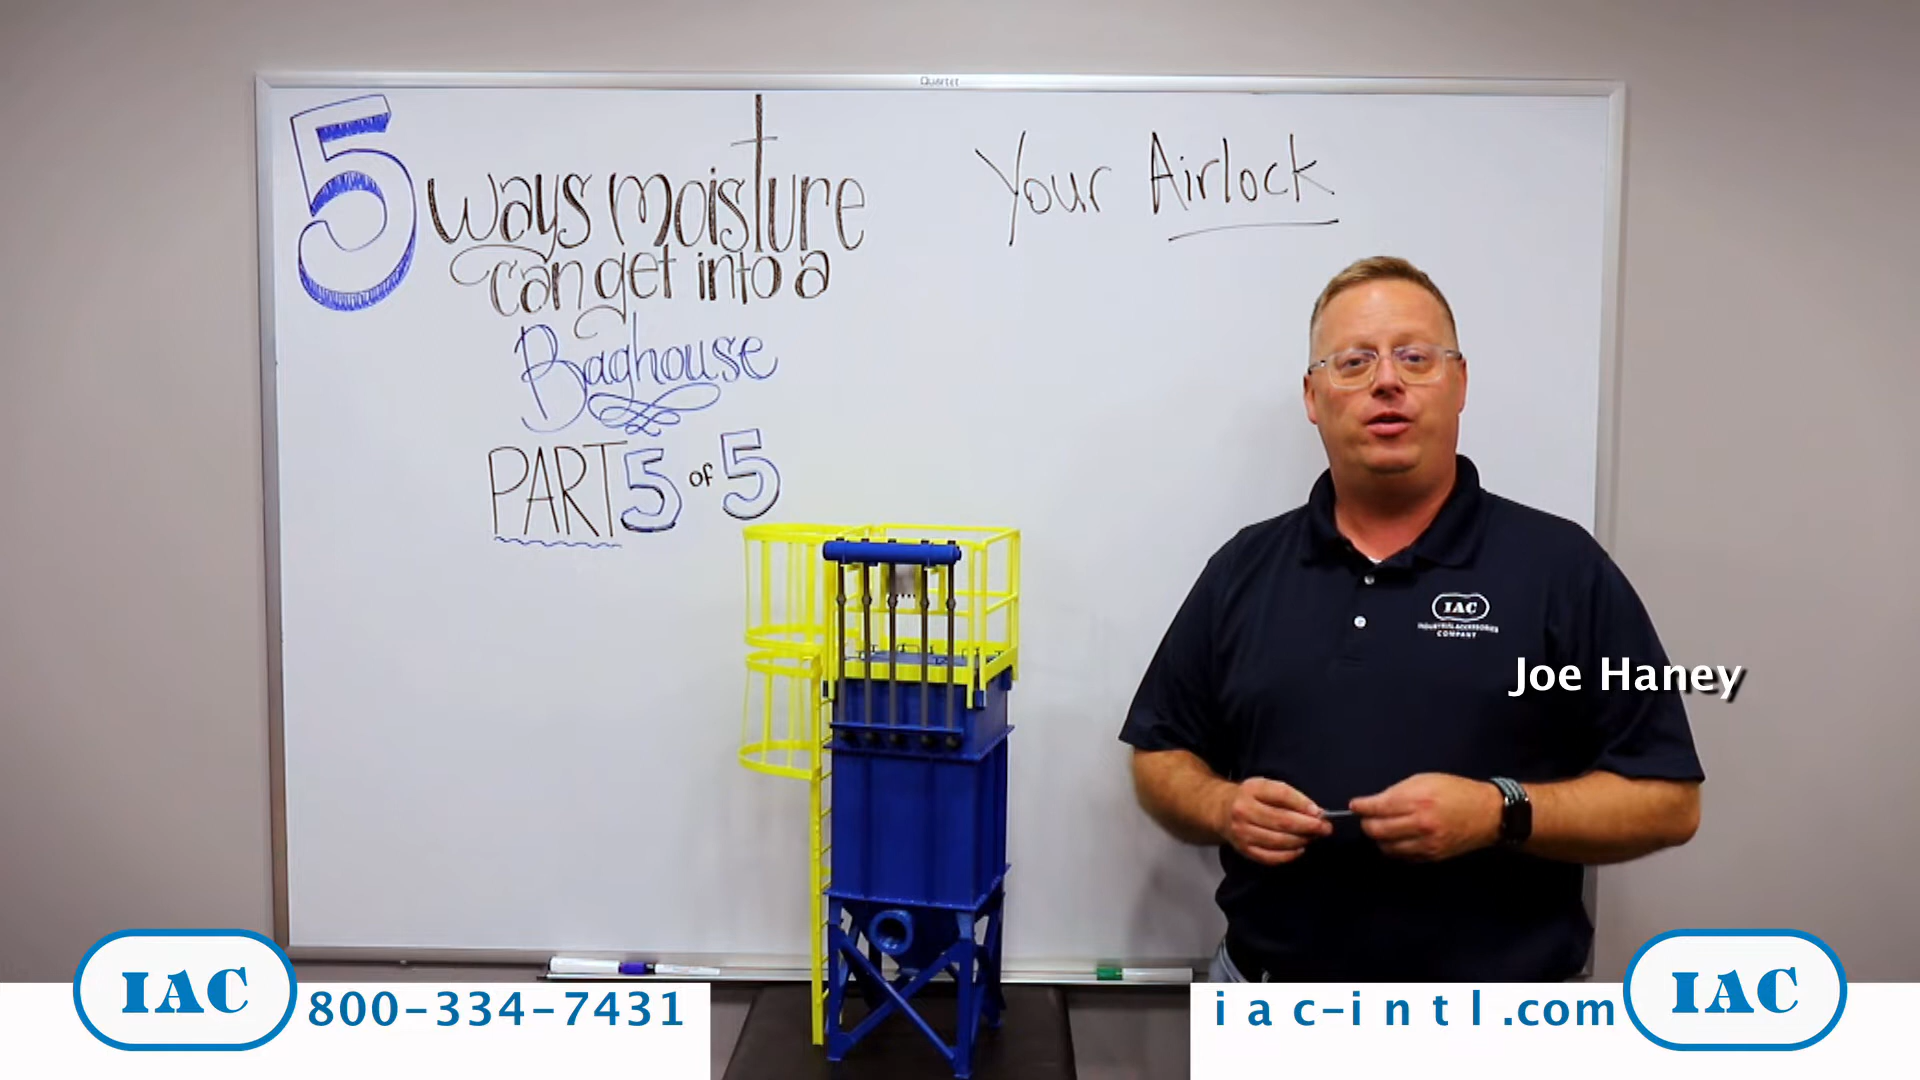 Quartet
5 ways moisture
can get into a
Baghouse
PART 5 of 5
Your Airlock
IAC
INDUSTRIAL ACCESSORIES
COMPANY
Joe Haney
IAC 800-334-7431
iac-intl.com IAC